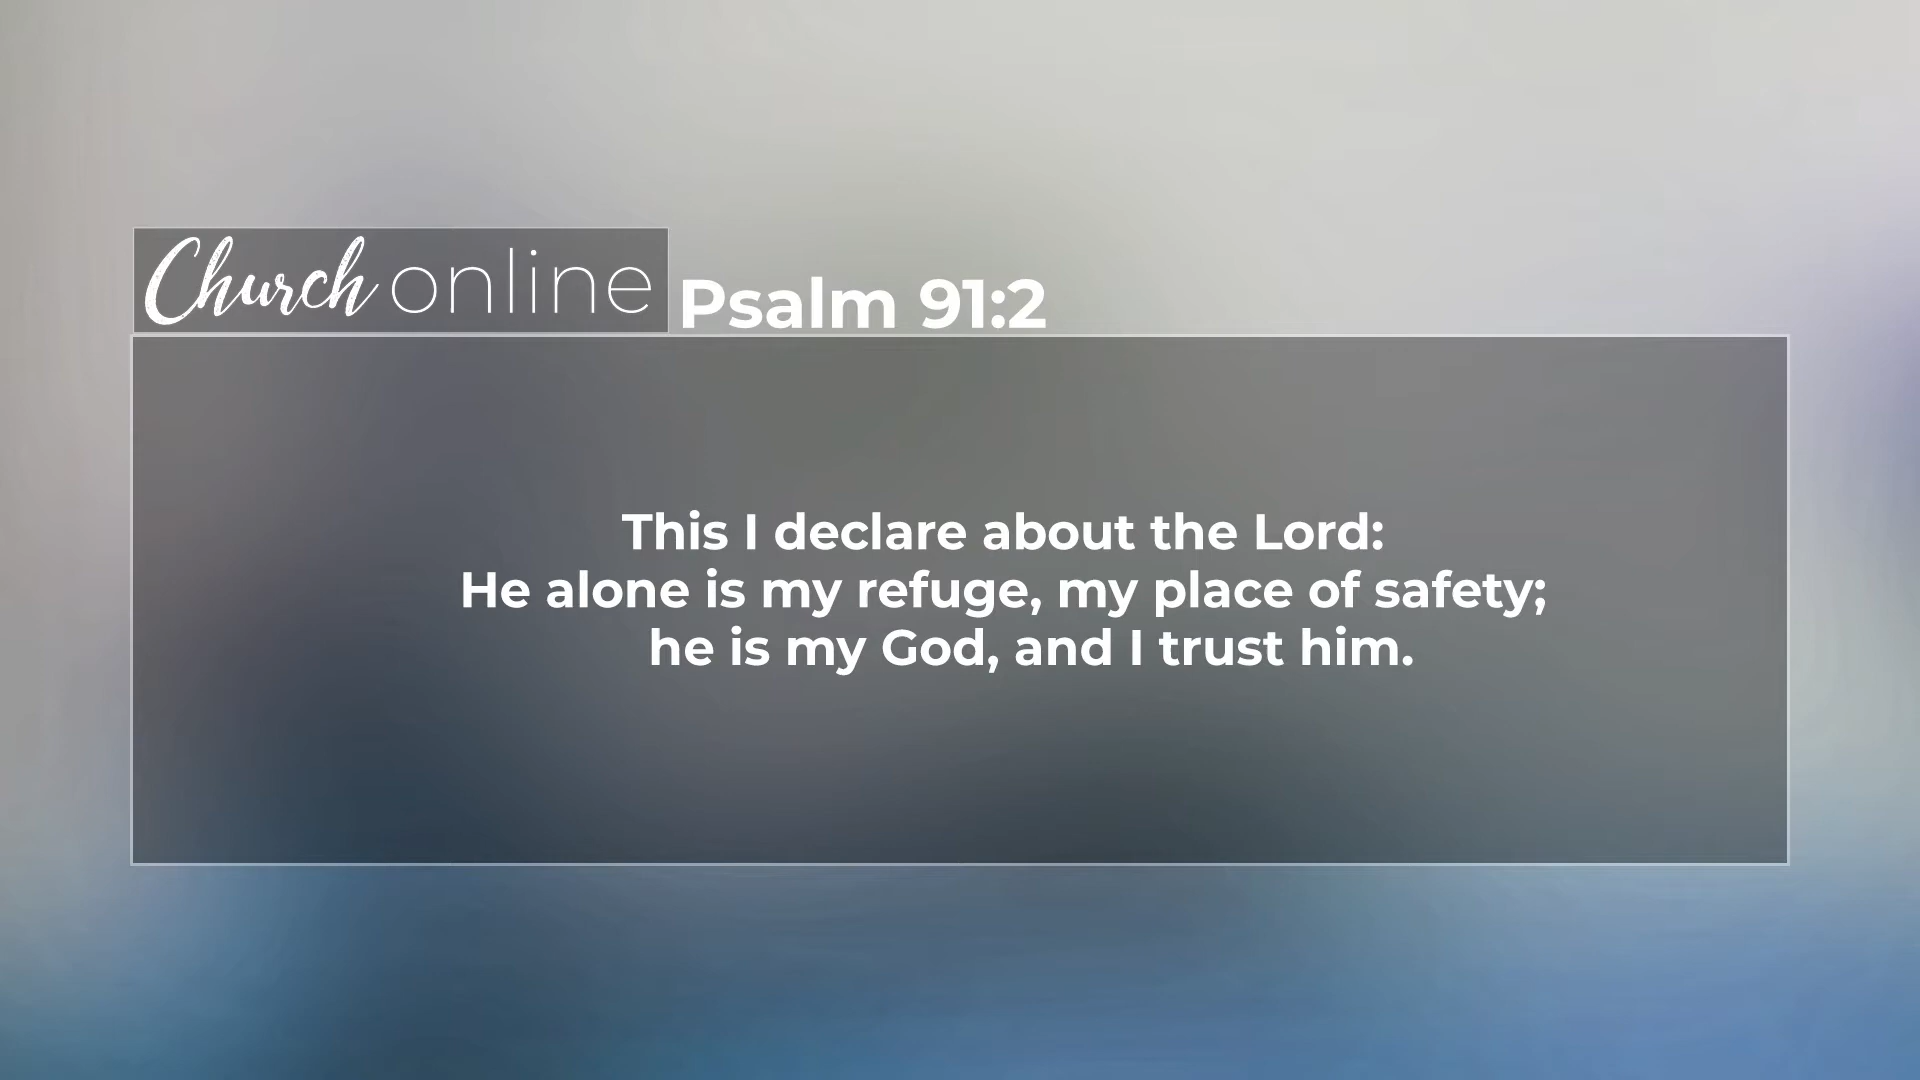 Church online
Psalm 91:2
This I declare about the Lord:
He alone is my refuge, my place of safety;
he is my God, and I trust him.